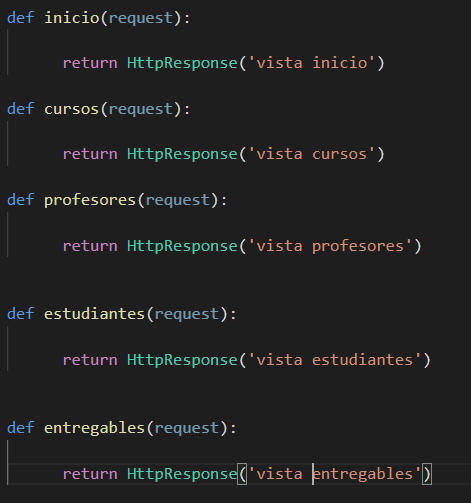 def inicio(request):
return HttpResponse('vista inicio')
def cursos(request):
return HttpResponse('vista cursos')
def profesores(request):
return HttpResponse('vista profesores')
def estudiantes(request):
return HttpResponse('vista estudiantes')
def entregables(request):
return HttpResponse('vista entregables')